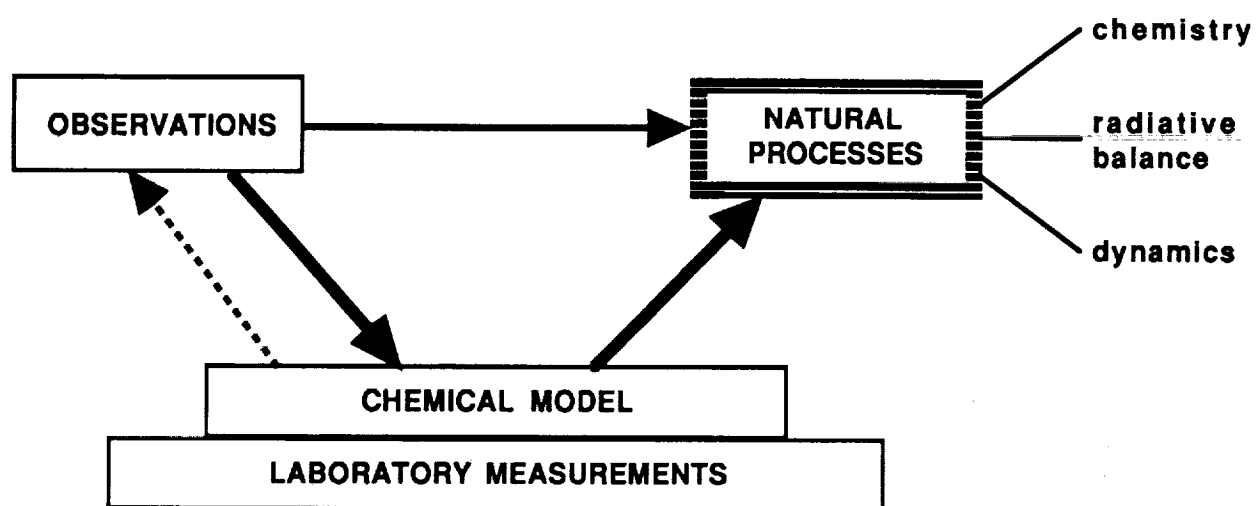 chemistry
OBSERVATIONS
NATURAL
PROCESSES
radiative
balance
dynamics
CHEMICAL MODEL
LABORATORY MEASUREMENTS